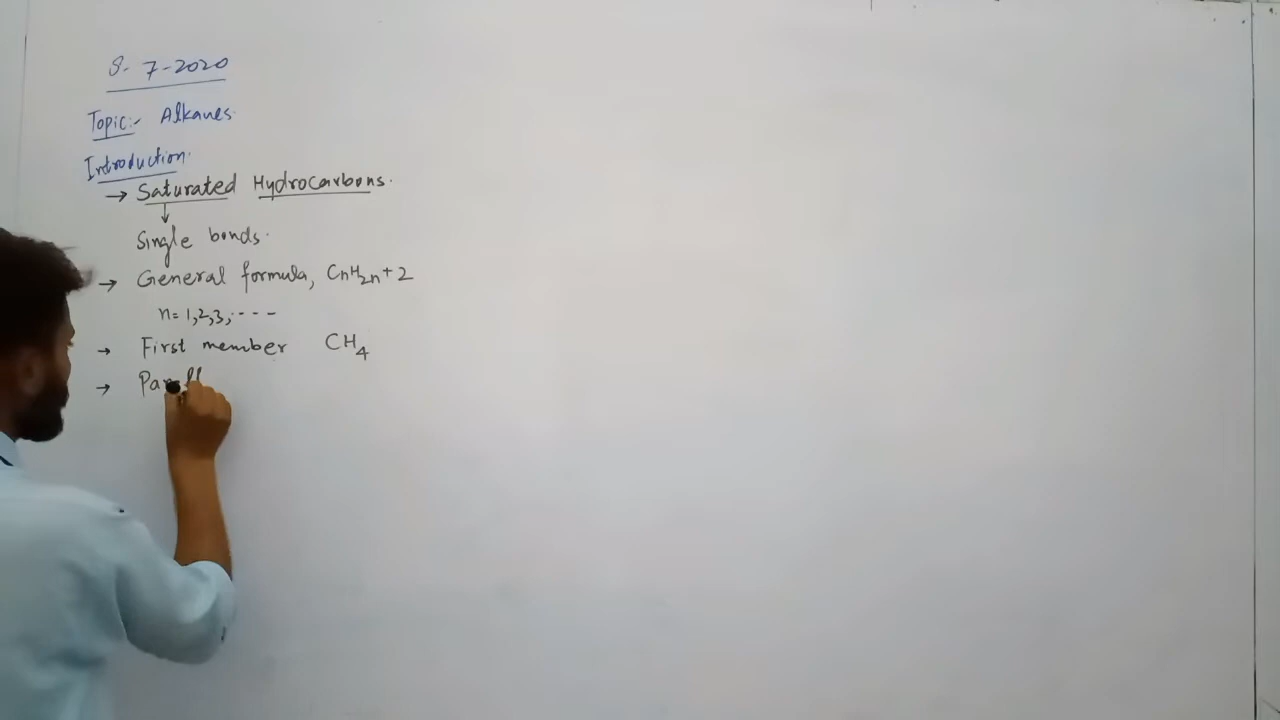 8-7-2020
Topic:- Alkanes.
Introduction.
→ Saturated Hydrocarbons.
↓
Single bonds.
→ General formula, CnH2n+2
n=1,2,3,----
→ First member CH4
→